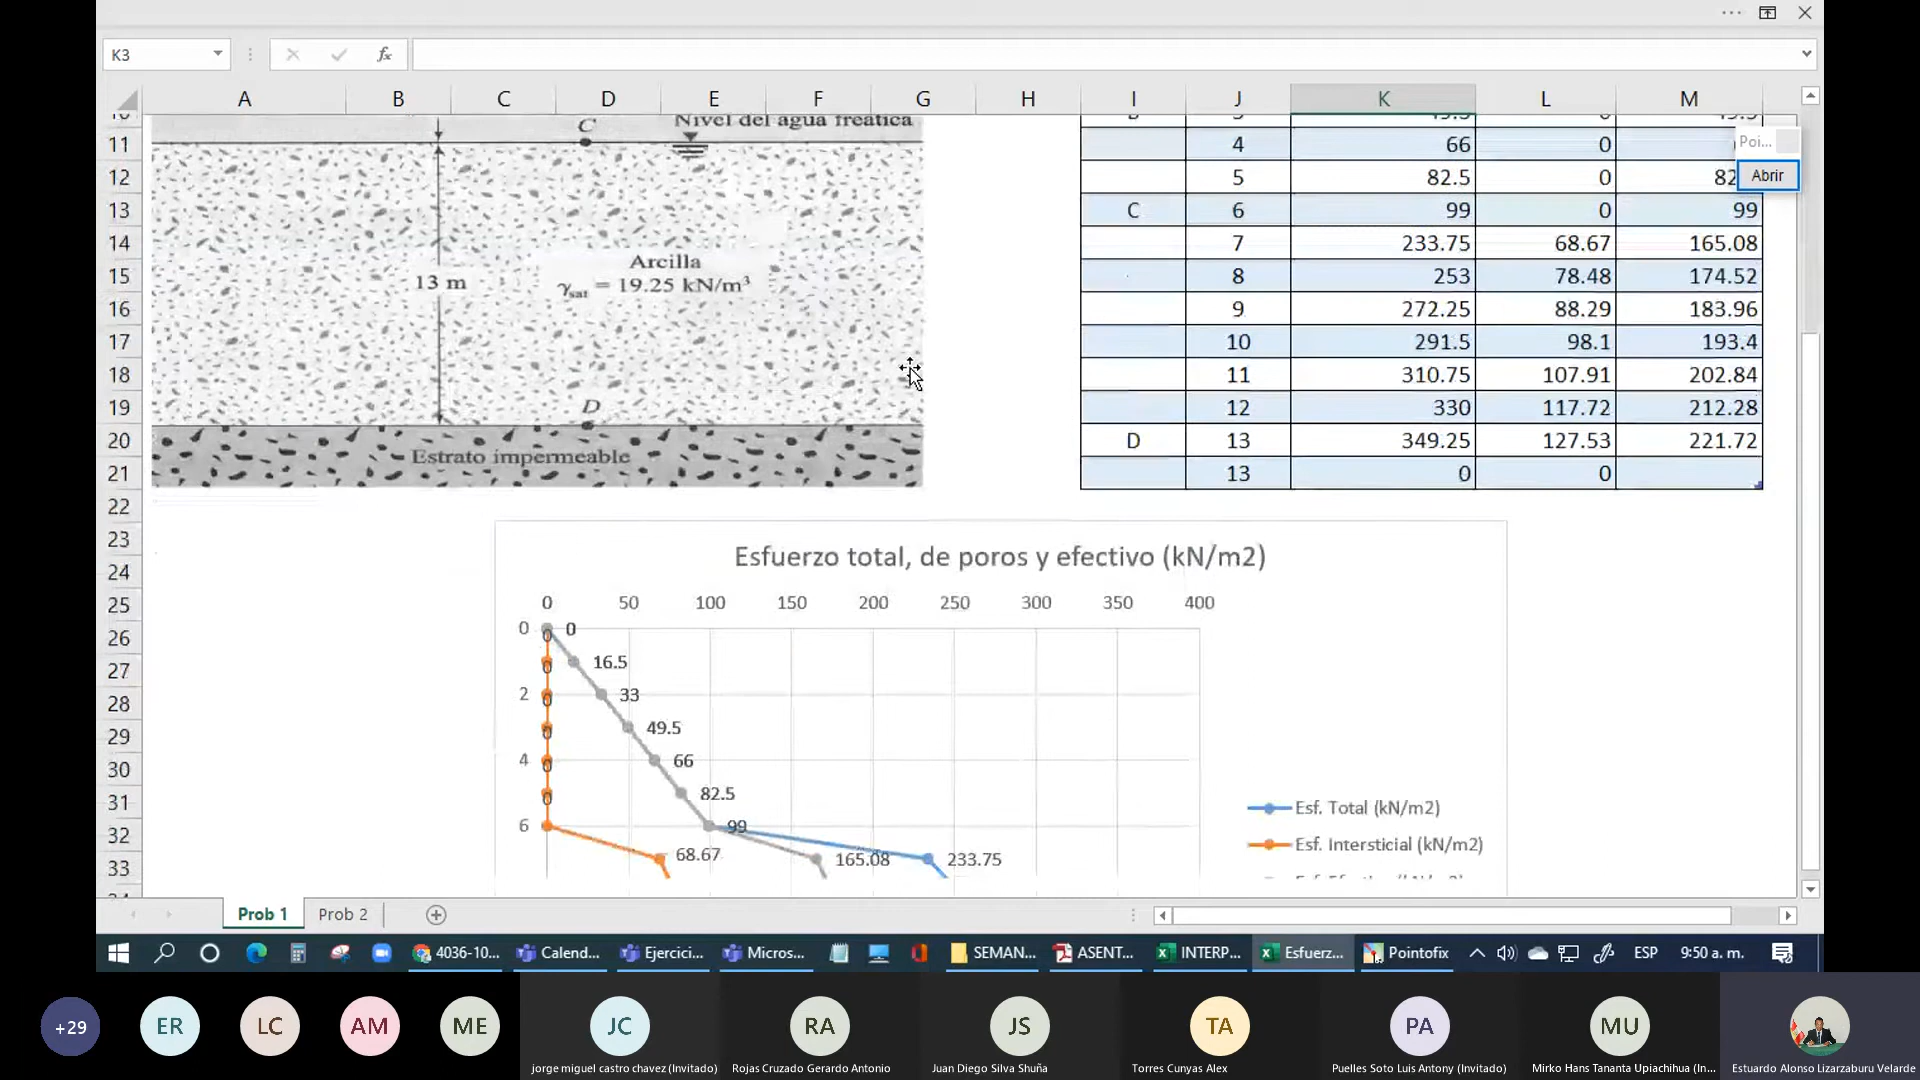 K3
fx
A B C D E F G H I J K L M
C Nivel del agua freática
11 4 66 0
Poi...
12 5 82.5 0 82
Abrir
13 C 6 99 0 99
14 7 233.75 68.67 165.08
Arcilla
15 13 m γsat = 19.25 kN/m³ 8 253 78.48 174.52
16 9 272.25 88.29 183.96
17 10 291.5 98.1 193.4
18 11 310.75 107.91 202.84
19 D 12 330 117.72 212.28
20 D 13 349.25 127.53 221.72
Estrato impermeable
21 13 0 0
22
23
24
25
26
27
28
29
30
31
32
33
Esfuerzo total, de poros y efectivo (kN/m2)
0 50 100 150 200 250 300 350 400
0 0 0
0 16.5
2 0 33
0 49.5
4 0 66
0 82.5
6 99
68.67 165.08 233.75
Esf. Total (kN/m2)
Esf. Intersticial (kN/m2)
Prob 1 Prob 2
4036-10... Calend... Ejercici... Micros... SEMAN... ASENT... INTERP... Esfuerz... Pointofix ESP 9:50 a. m.
+29 ER LC AM ME JC RA JS TA PA MU
jorge miguel castro chavez (Invitado) Rojas Cruzado Gerardo Antonio Juan Diego Silva Shuña Torres Cunyas Alex Puelles Soto Luis Antony (Invitado) Mirko Hans Tananta Upiachihua (In... Estuardo Alonso Lizarzaburu Velarde